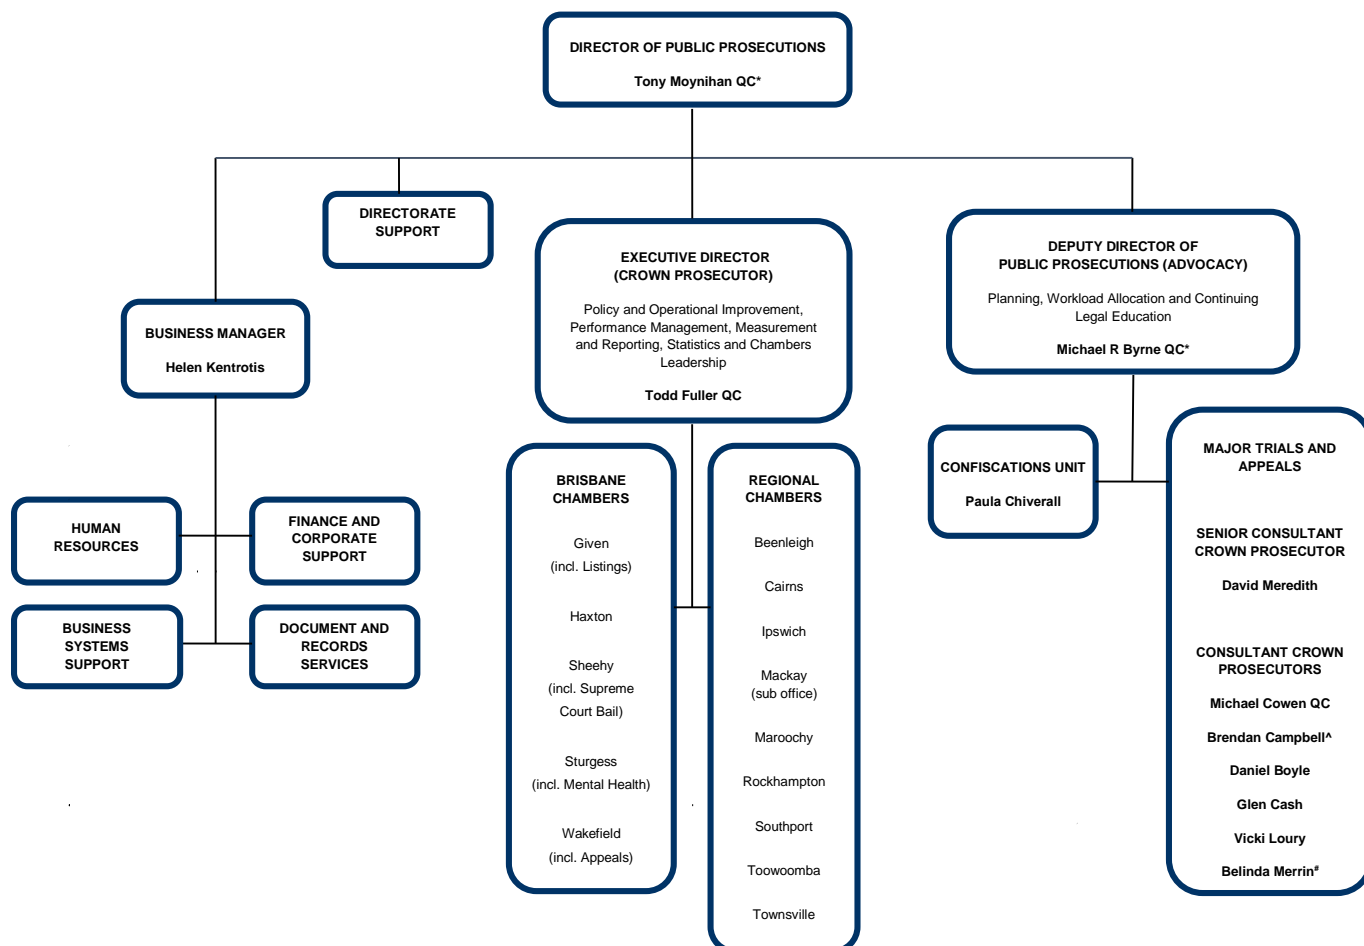 DIRECTOR OF PUBLIC PROSECUTIONS
Tony Moynihan QC*
DIRECTORATE
SUPPORT
EXECUTIVE DIRECTOR
(CROWN PROSECUTOR)
Policy and Operational Improvement,
Performance Management, Measurement
and Reporting, Statistics and Chambers
Leadership
Todd Fuller QC
DEPUTY DIRECTOR OF
PUBLIC PROSECUTIONS (ADVOCACY)
Planning, Workload Allocation and Continuing
Legal Education
Michael R Byrne QC*
BUSINESS MANAGER
Helen Kentrotis
HUMAN
RESOURCES
FINANCE AND
CORPORATE
SUPPORT
BUSINESS
SYSTEMS
SUPPORT
DOCUMENT AND
RECORDS
SERVICES
BRISBANE
CHAMBERS
Given
(incl. Listings)
Haxton
Sheehy
(incl. Supreme
Court Bail)
Sturgess
(incl. Mental Health)
Wakefield
(incl. Appeals)
REGIONAL
CHAMBERS
Beenleigh
Cairns
Ipswich
Mackay
(sub office)
Maroochy
Rockhampton
Southport
Toowoomba
Townsville
CONFISCATIONS UNIT
Paula Chiverall
MAJOR TRIALS AND
APPEALS
SENIOR CONSULTANT
CROWN PROSECUTOR
David Meredith
CONSULTANT CROWN
PROSECUTORS
Michael Cowen QC
Brendan Campbell^
Daniel Boyle
Glen Cash
Vicki Loury
Belinda Merrin#